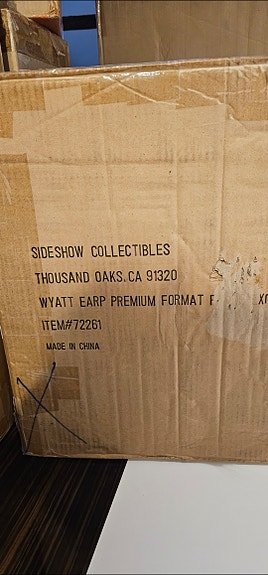 SIDESHOW COLLECTIBLES
THOUSAND OAKS, CA 91320
WYATT EARP PREMIUM FORMAT
ITEM#72261
MADE IN CHINA
X